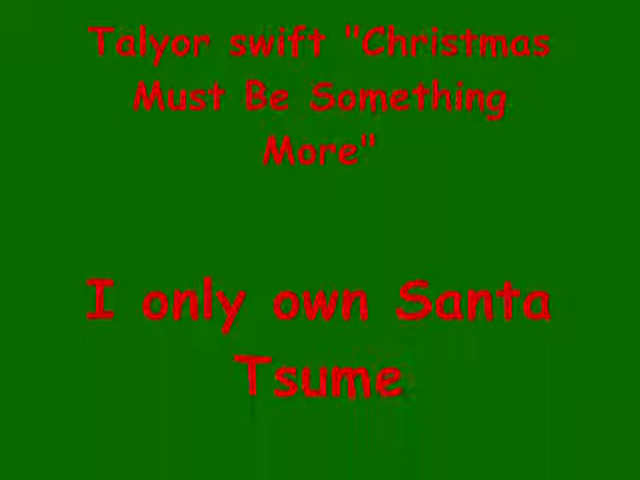 Talyor swift "Christmas
Must Be Something
More"
I only own Santa
Tsume